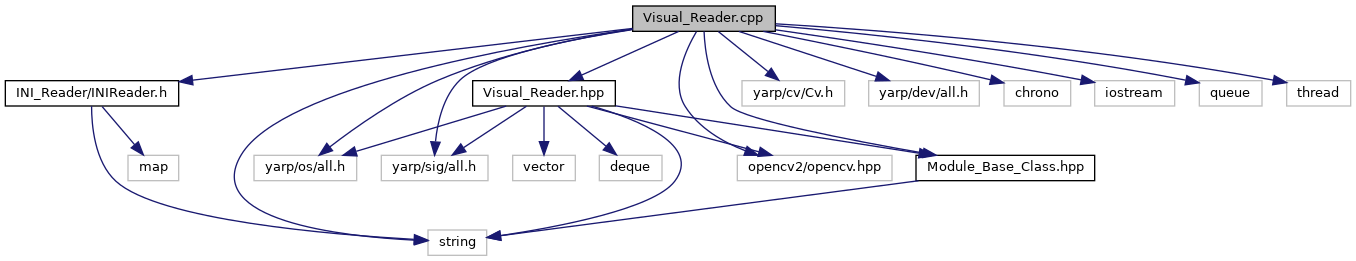 Visual_Reader.cpp
INI_Reader/INIReader.h
Visual_Reader.hpp
yarp/cv/Cv.h
yarp/dev/all.h
chrono
iostream
queue
thread
map
yarp/os/all.h
yarp/sig/all.h
vector
deque
opencv2/opencv.hpp
Module_Base_Class.hpp
string